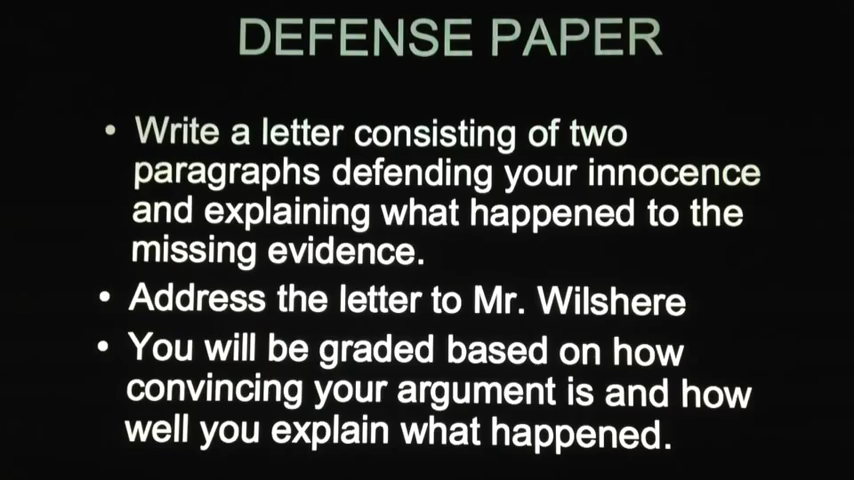 DEFENSE PAPER
• Write a letter consisting of two
paragraphs defending your innocence
and explaining what happened to the
missing evidence.
• Address the letter to Mr. Wilshere
• You will be graded based on how
convincing your argument is and how
well you explain what happened.